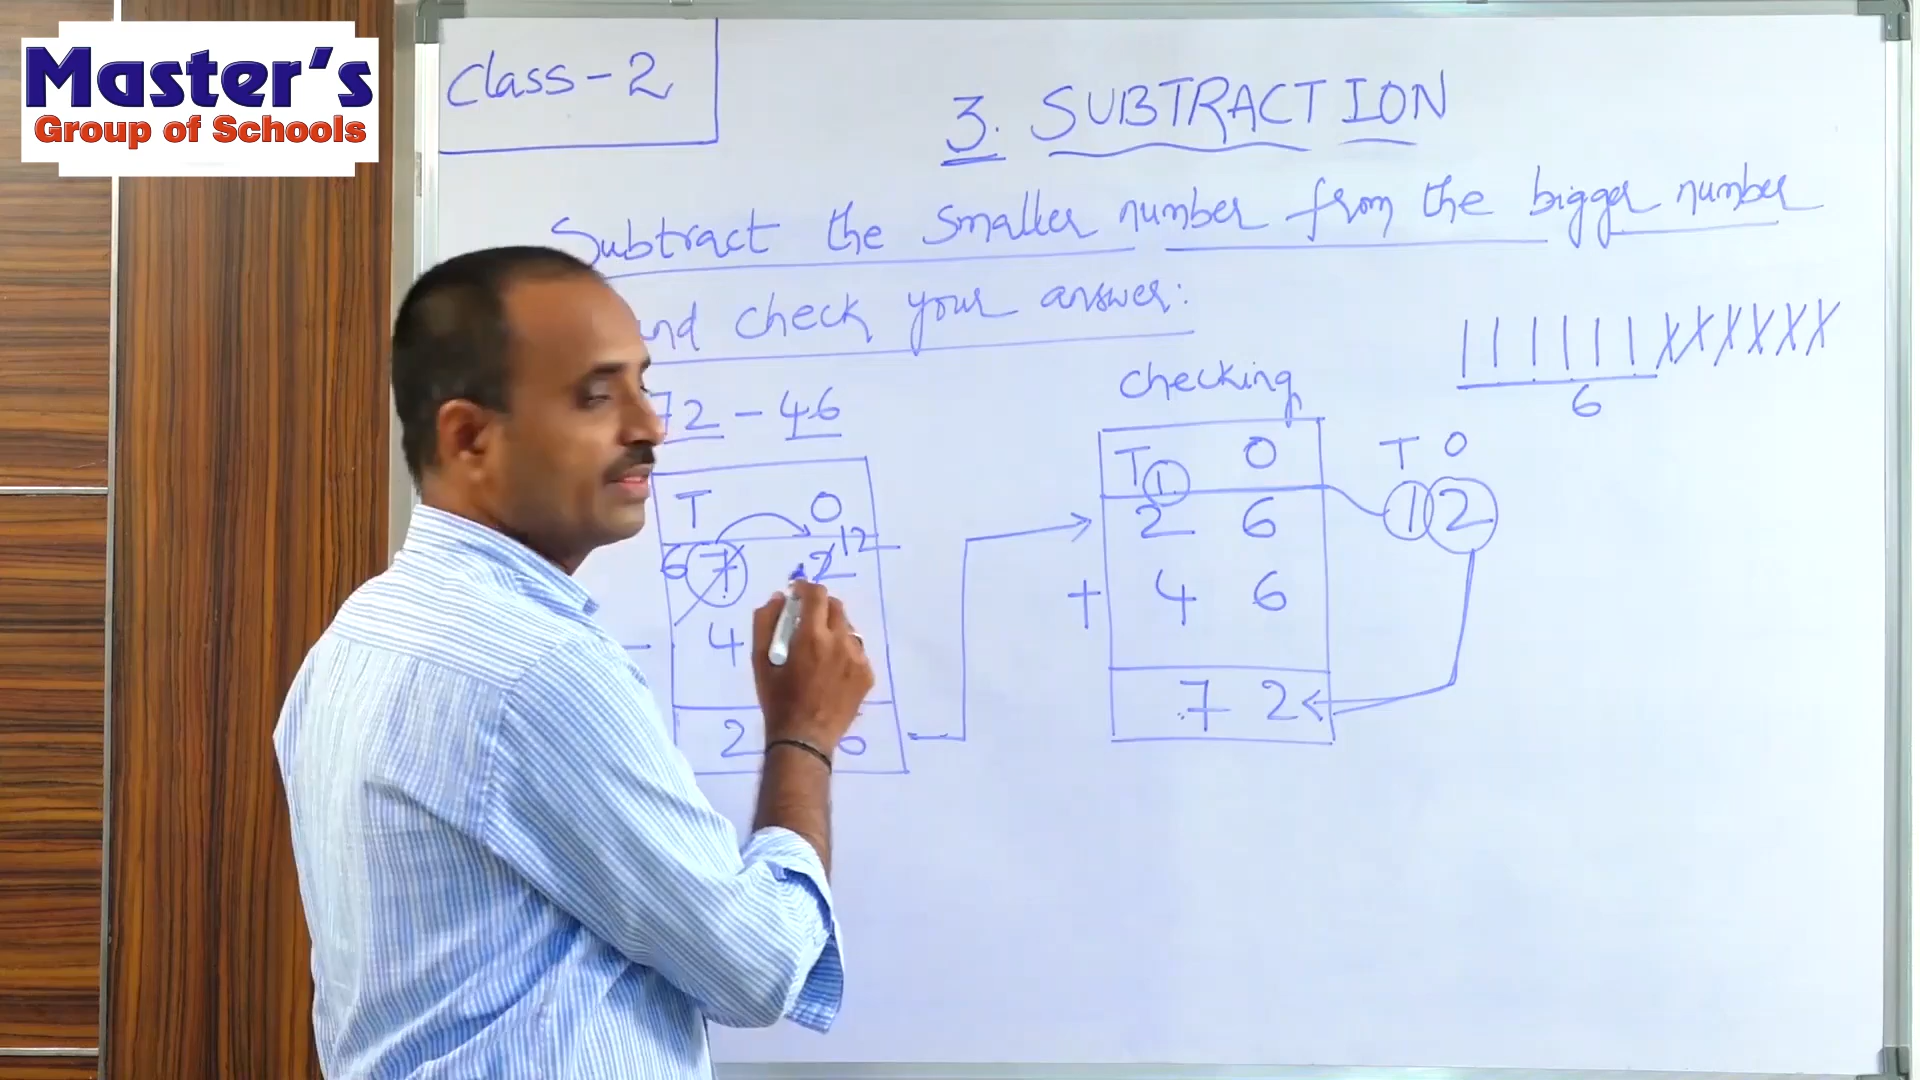 Master's
Group of Schools
Class-2
3. SUBTRACTION
Subtract the smaller number from the bigger number
and check your answer:
72 - 46
T O
6 7 2 12
- 4
2 6
checking
T 1 O
2 6
+ 4 6
7 2
6
T O
1 2